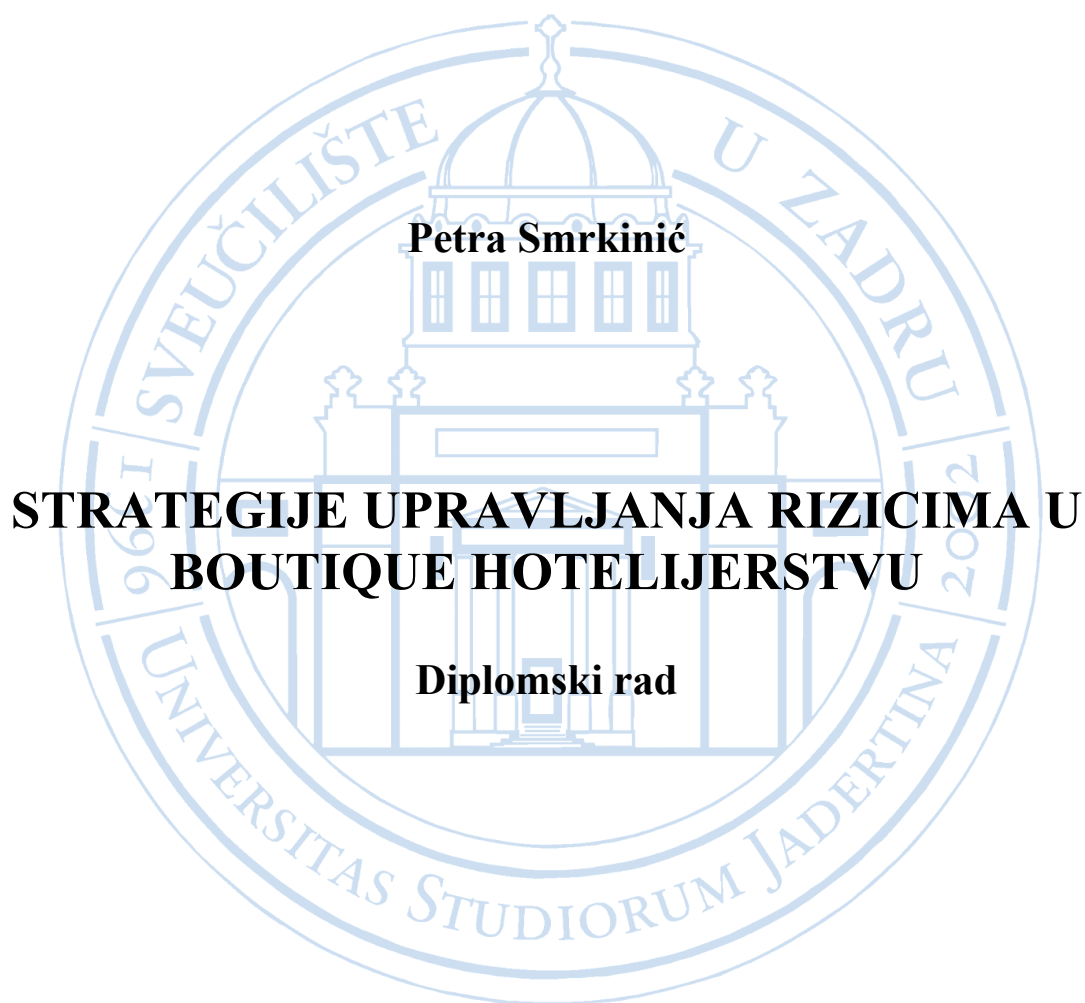 SVEUČILIŠTE U ZADRU
Petra Smrkinić
1396
2002
STRATEGIJE UPRAVLJANJA RIZICIMA U
BOUTIQUE HOTELIJERSTVU
Diplomski rad
UNIVERSITAS STUDIORUM JADERTINA